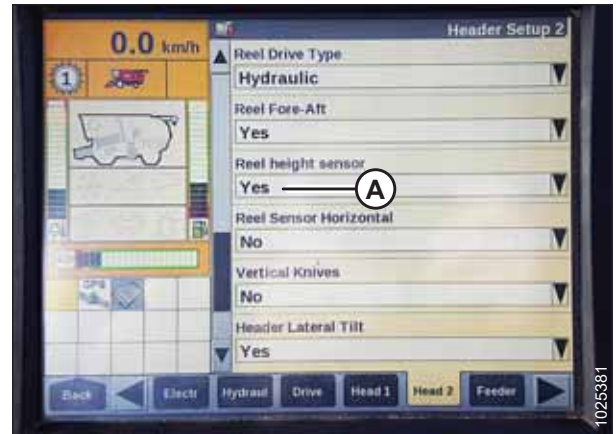 0.0 km/h
Header Setup 2
1
Reel Drive Type
Hydraulic
Reel Fore-Aft
Yes
Reel height sensor
Yes
A
Reel Sensor Horizontal
No
Vertical Knives
No
Header Lateral Tilt
Yes
GPS
Back
Electr
Hydraul
Drive
Head 1
Head 2
Feeder
1025381